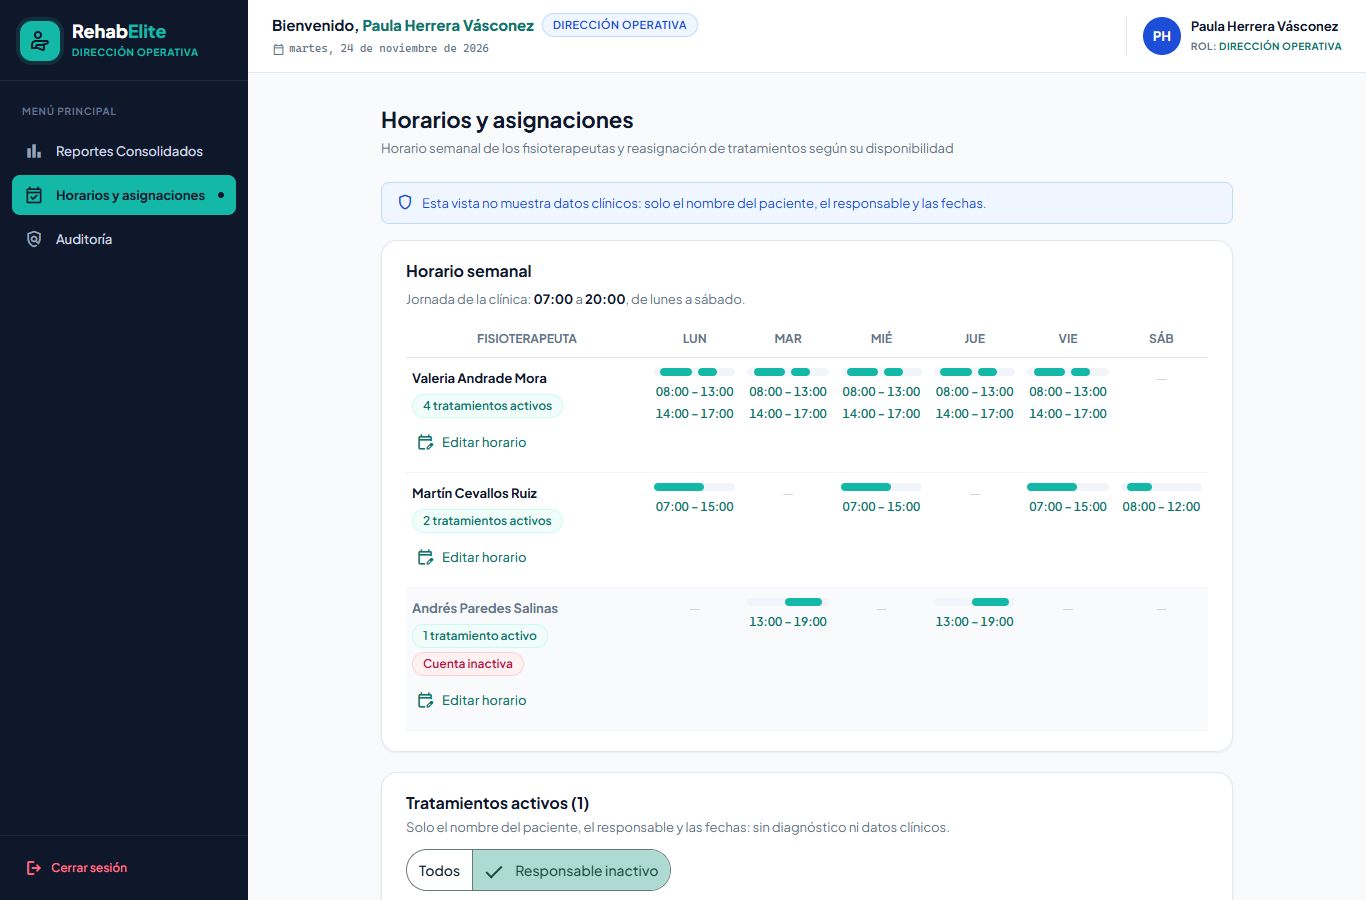 RehabElite
DIRECCIÓN OPERATIVA
MENÚ PRINCIPAL
Reportes Consolidados
Horarios y asignaciones
Auditoría
Cerrar sesión
Bienvenido, Paula Herrera Vásconez DIRECCIÓN OPERATIVA
martes, 24 de noviembre de 2026
PH
Paula Herrera Vásconez
ROL: DIRECCIÓN OPERATIVA
Horarios y asignaciones
Horario semanal de los fisioterapeutas y reasignación de tratamientos según su disponibilidad
Esta vista no muestra datos clínicos: solo el nombre del paciente, el responsable y las fechas.
Horario semanal
Jornada de la clínica: 07:00 a 20:00, de lunes a sábado.
FISIOTERAPEUTA LUN MAR MIÉ JUE VIE SÁB
Valeria Andrade Mora —
08:00 – 13:00 08:00 – 13:00 08:00 – 13:00 08:00 – 13:00 08:00 – 13:00
4 tratamientos activos 14:00 – 17:00 14:00 – 17:00 14:00 – 17:00 14:00 – 17:00 14:00 – 17:00
Editar horario
Martín Cevallos Ruiz — —
07:00 – 15:00 07:00 – 15:00 07:00 – 15:00 08:00 – 12:00
2 tratamientos activos
Editar horario
Andrés Paredes Salinas — — — —
13:00 – 19:00 13:00 – 19:00
1 tratamiento activo
Cuenta inactiva
Editar horario
Tratamientos activos (1)
Solo el nombre del paciente, el responsable y las fechas: sin diagnóstico ni datos clínicos.
Todos Responsable inactivo